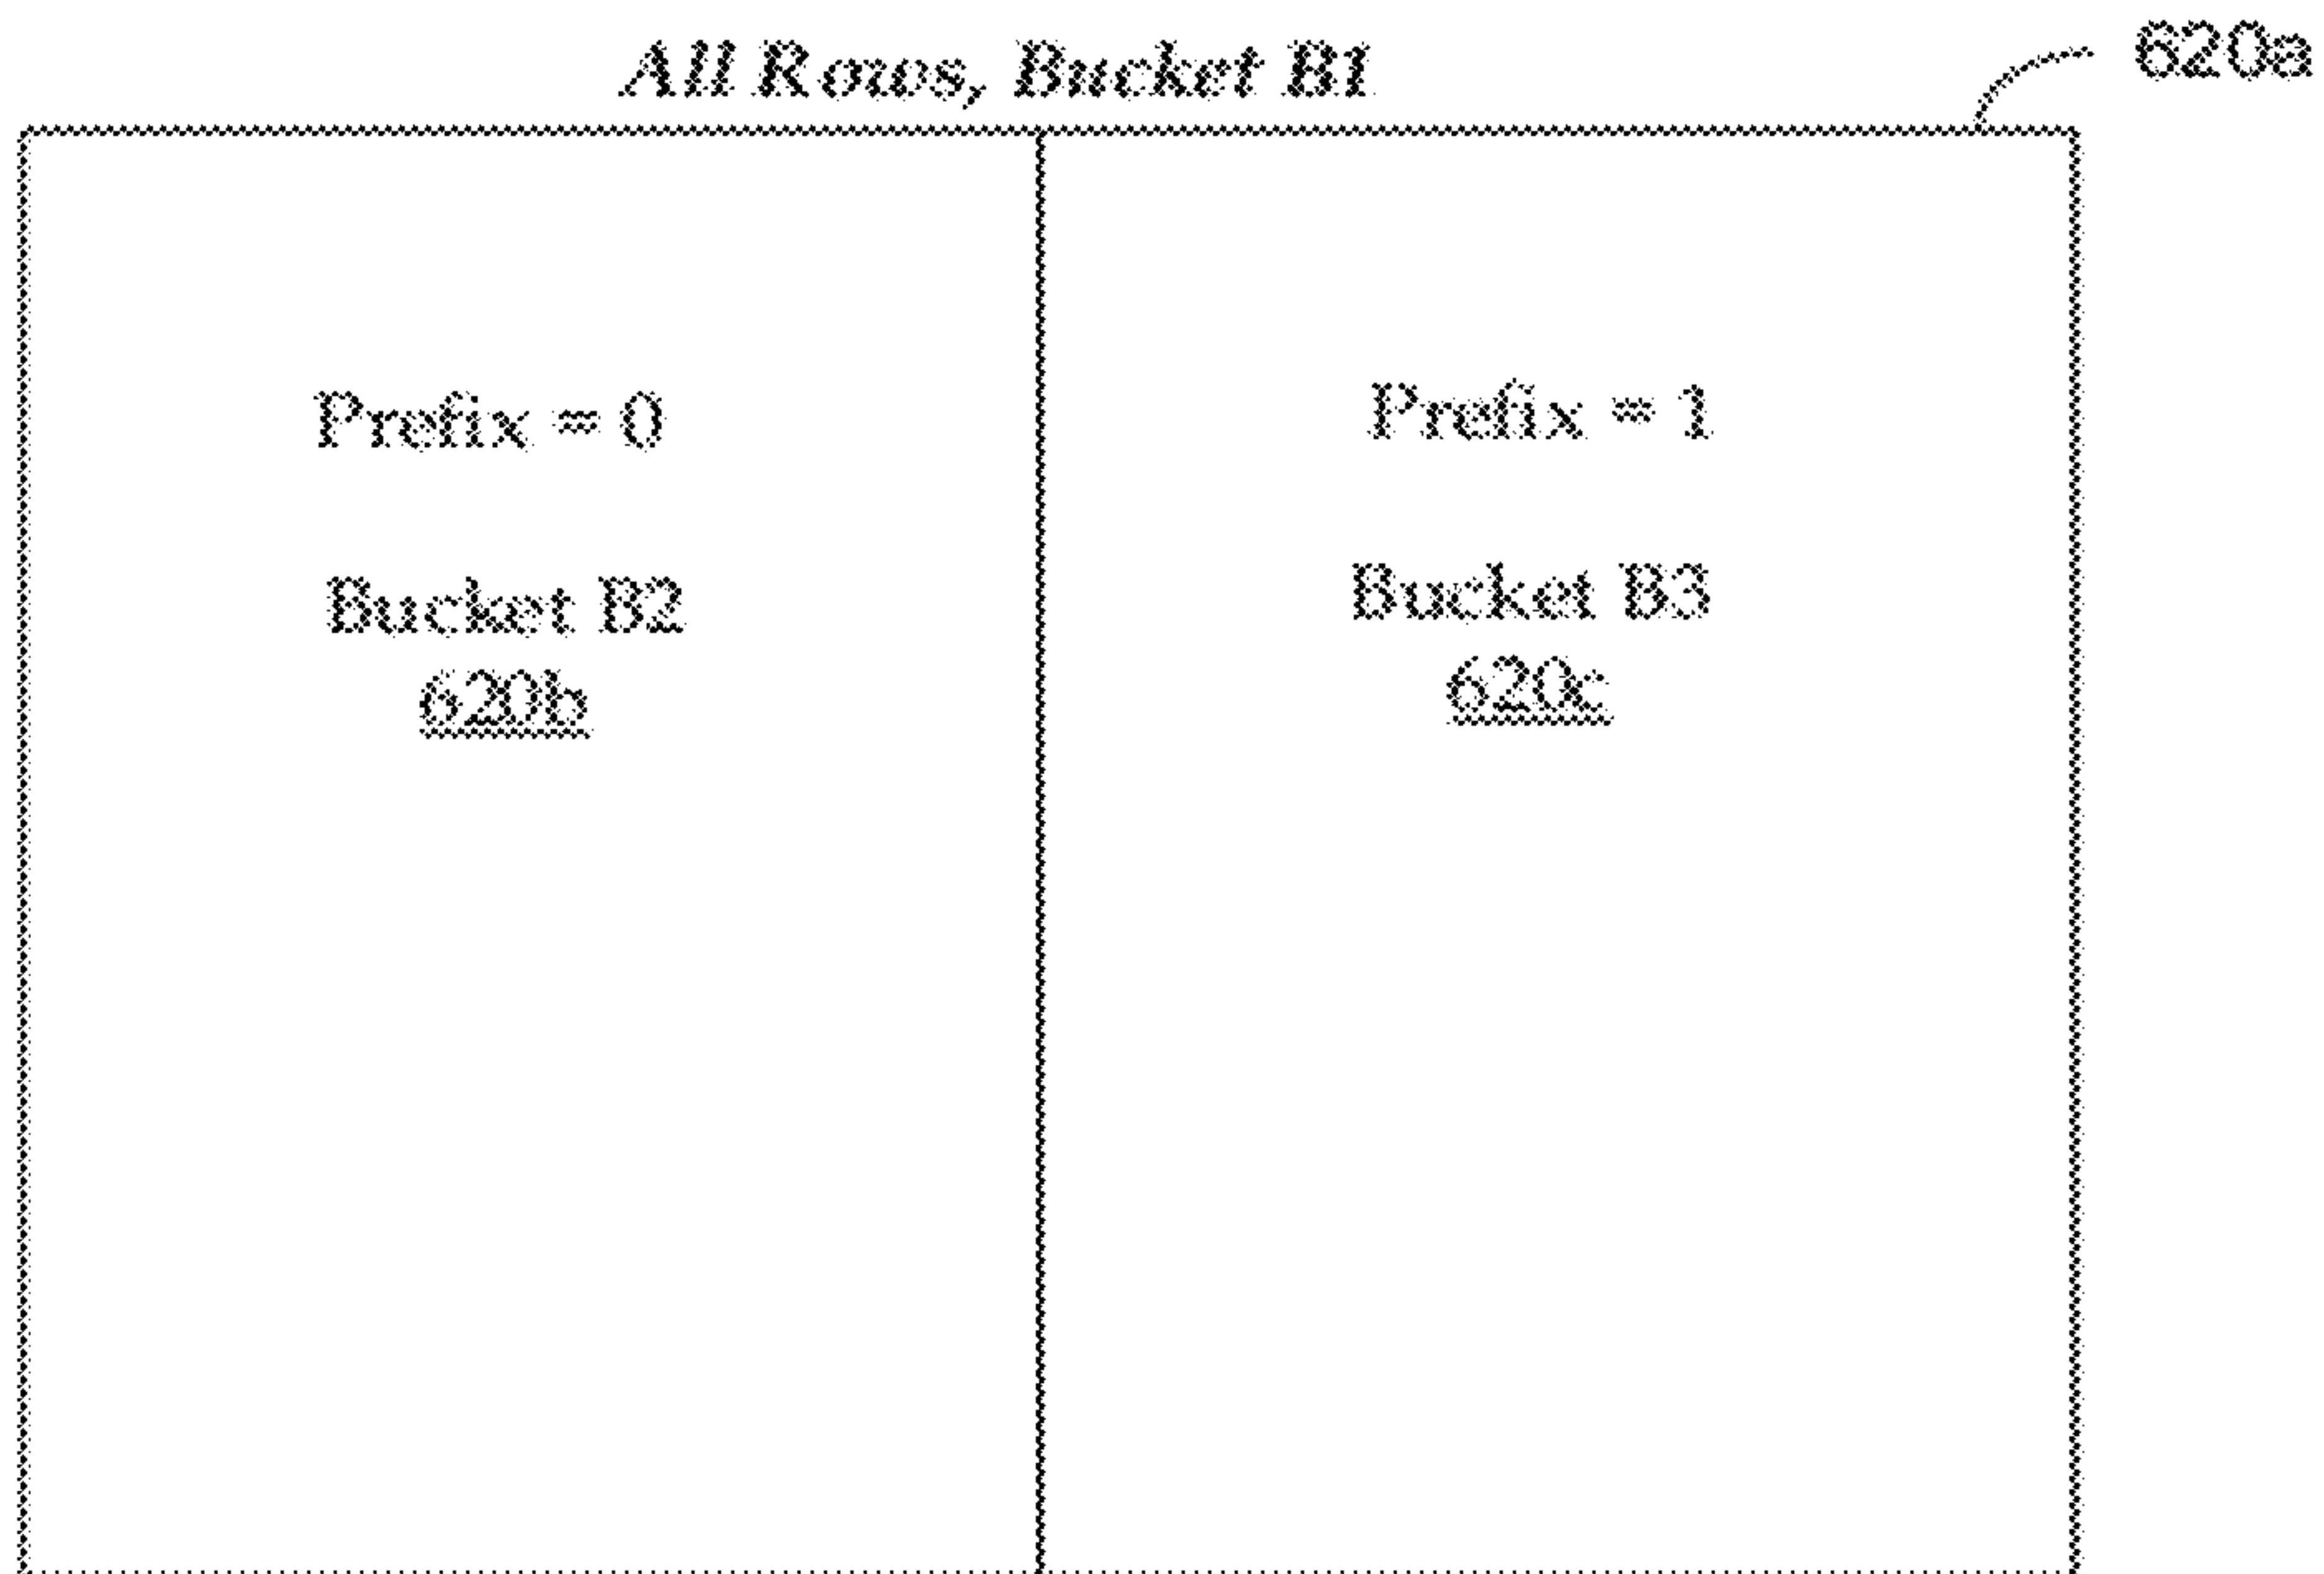 All Rows, Bucket B1
620a
Prefix = 0
Bucket B2
620b
Prefix = 1
Bucket B3
620c